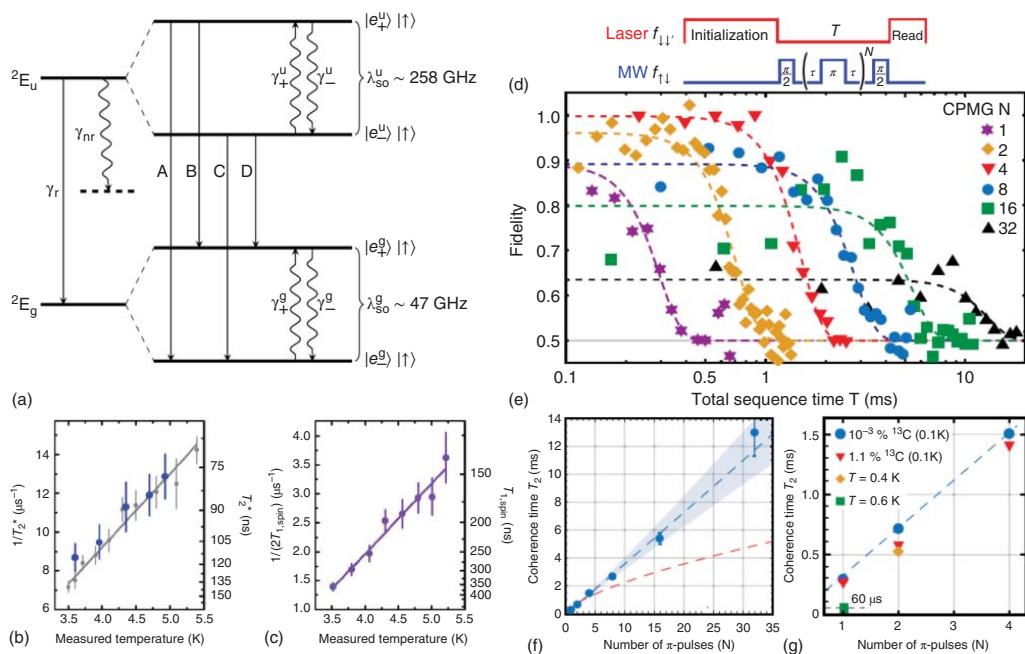 |e₊ᵘ⟩ |↑⟩
²Eᵤ
γ₊ᵘ
γ₋ᵘ
λₛₒᵘ ~ 258 GHz
γₙᵣ
|e₋ᵘ⟩ |↑⟩
γᵣ
A B C D
|e₊ᵍ⟩ |↑⟩
²E_g
γ₊ᵍ
γ₋ᵍ
λₛₒᵍ ~ 47 GHz
|e₋ᵍ⟩ |↑⟩
(a)
Laser f↓↓′
Initialization
T
Read
MW f↑↓
π/2 ( τ π τ )ᴺ π/2
(d)
CPMG N
1
2
4
8
16
32
Fidelity
1.0
0.9
0.8
0.7
0.6
0.5
0.1 0.5 1 5 10
Total sequence time T (ms)
(e)
1/T₂* (μs⁻¹)
14
12
10
8
6
75
90
105
120
135
T₂* (ns)
3.5 4.0 4.5 5.0 5.5
Measured temperature (K)
(b)
1/(2T₁,spin) (μs⁻¹)
4.0
3.5
3.0
2.5
2.0
1.5
1.0
150
200
250
300
350
400
T₁,spin (ns)
3.5 4.0 4.5 5.0 5.5
Measured temperature (K)
(c)
Coherence time T₂ (ms)
14
12
10
8
6
4
2
0
0 5 10 15 20 25 30 35
Number of π-pulses (N)
(f)
Coherence time T₂ (ms)
1.5
1.0
0.5
0
10⁻³ % ¹³C (0.1K)
1.1 % ¹³C (0.1K)
T = 0.4 K
T = 0.6 K
60 μs
1 2 3 4
Number of π-pulses (N)
(g)